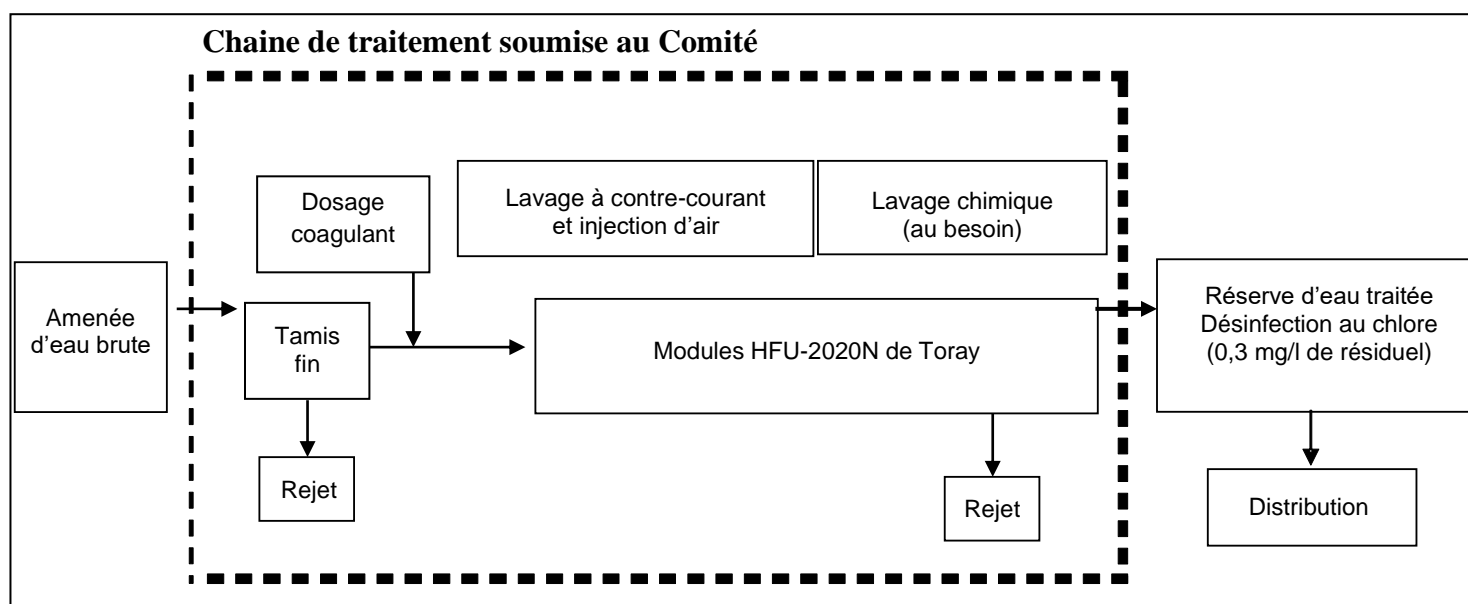 Chaine de traitement soumise au Comité
Amenée
d'eau brute
Tamis
fin
Rejet
Dosage
coagulant
Lavage à contre-courant
et injection d'air
Lavage chimique
(au besoin)
Modules HFU-2020N de Toray
Rejet
Réserve d'eau traitée
Désinfection au chlore
(0,3 mg/l de résiduel)
Distribution